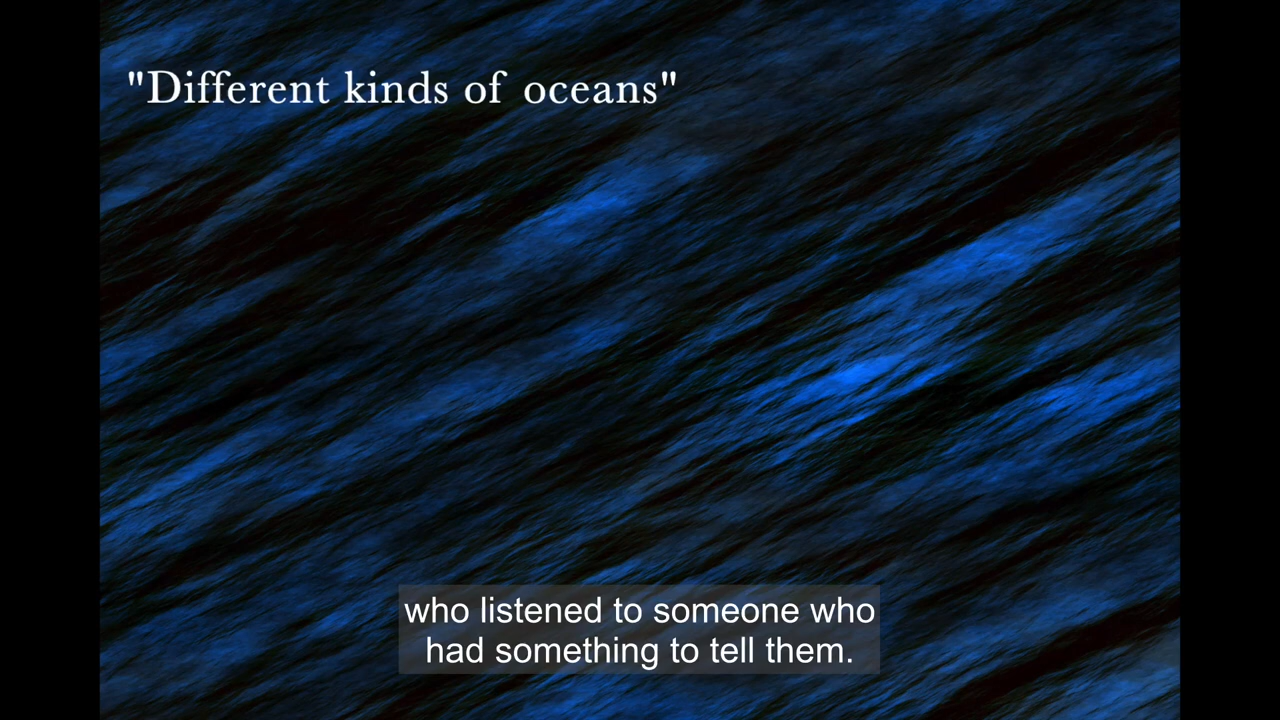 "Different kinds of oceans"
who listened to someone who
had something to tell them.